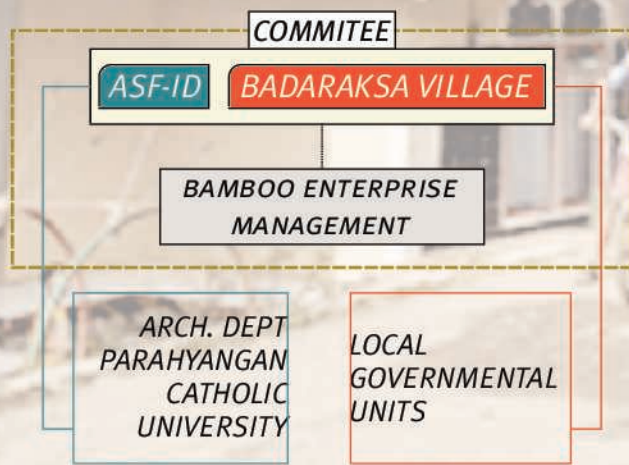 COMMITEE
ASF-ID BADARAKSA VILLAGE
BAMBOO ENTERPRISE
MANAGEMENT
ARCH. DEPT
PARAHYANGAN
CATHOLIC
UNIVERSITY
LOCAL
GOVERNMENTAL
UNITS